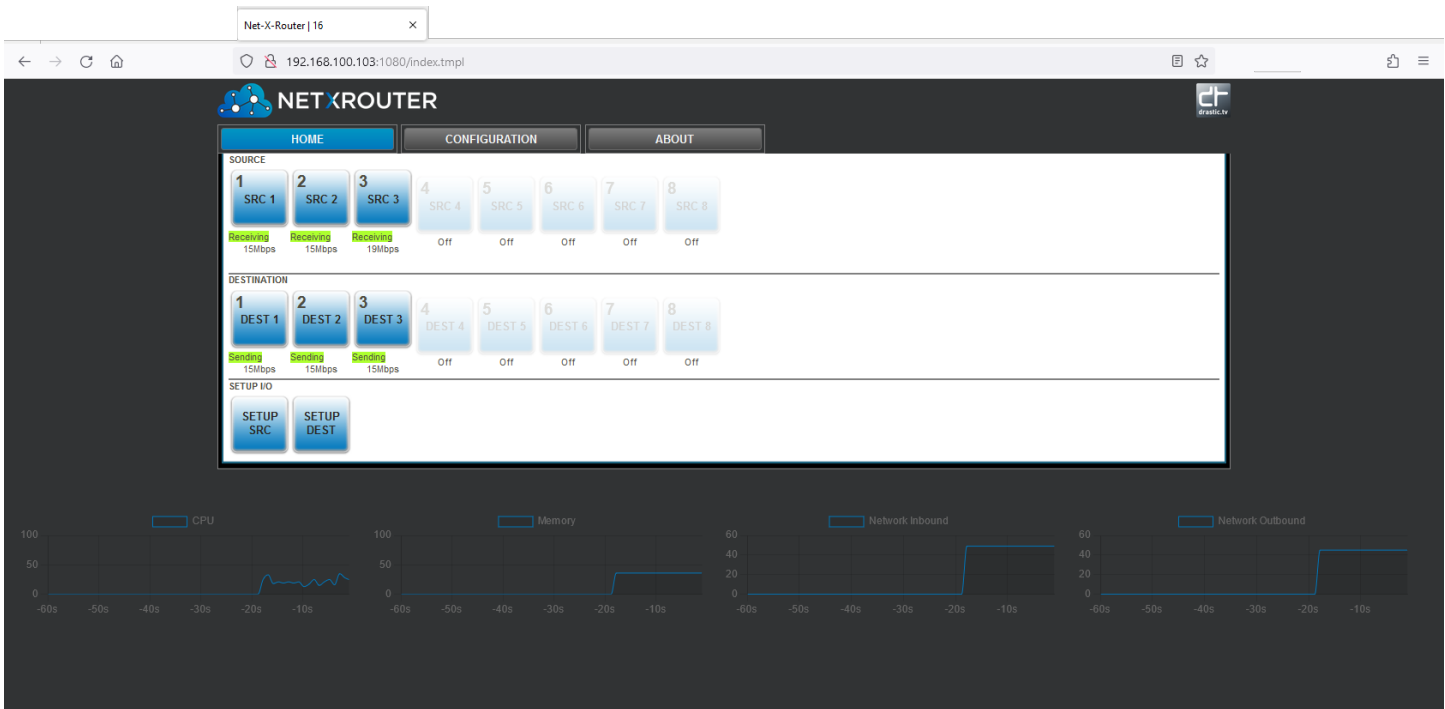 Net-X-Router | 16
192.168.100.103:1080/index.tmpl
NETXROUTER
dt
drastic.tv
HOME CONFIGURATION ABOUT
SOURCE
1 2 3 4 5 6 7 8
SRC 1 SRC 2 SRC 3 SRC 4 SRC 5 SRC 6 SRC 7 SRC 8
Receiving Receiving Receiving Off Off Off Off Off
15Mbps 15Mbps 19Mbps
DESTINATION
1 2 3 4 5 6 7 8
DEST 1 DEST 2 DEST 3 DEST 4 DEST 5 DEST 6 DEST 7 DEST 8
Sending Sending Sending Off Off Off Off Off
15Mbps 15Mbps 15Mbps
SETUP I/O
SETUP SETUP
SRC DEST
CPU
100
50
0
-60s -50s -40s -30s -20s -10s
Memory
100
50
0
-60s -50s -40s -30s -20s -10s
Network Inbound
60
40
20
0
-60s -50s -40s -30s -20s -10s
Network Outbound
60
40
20
0
-60s -50s -40s -30s -20s -10s